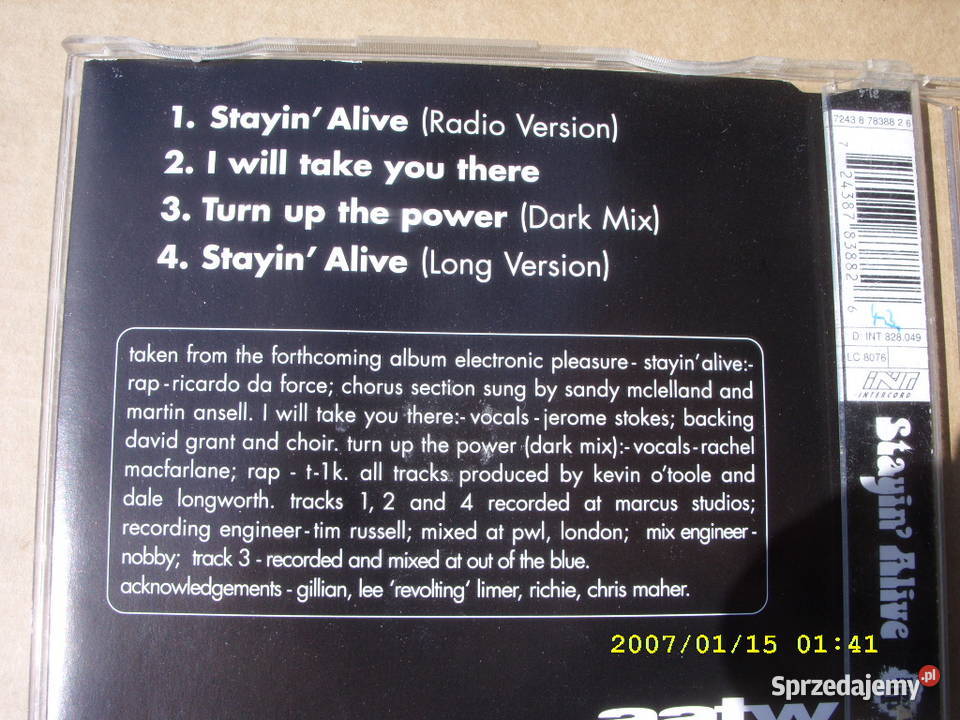 1. Stayin' Alive (Radio Version)
2. I will take you there
3. Turn up the power (Dark Mix)
4. Stayin' Alive (Long Version)
taken from the forthcoming album electronic pleasure - stayin' alive:-
rap - ricardo da force; chorus section sung by sandy mclelland and
martin ansell. I will take you there:- vocals - jerome stokes; backing
david grant and choir. turn up the power (dark mix):- vocals - rachel
macfarlane; rap - t-1k. all tracks produced by kevin o'toole and
dale longworth. tracks 1, 2 and 4 recorded at marcus studios;
recording engineer - tim russell; mixed at pwl, london; mix engineer -
nobby; track 3 - recorded and mixed at out of the blue.
acknowledgements - gillian, lee 'revolting' limer, richie, chris maher.
7243 8 78388 2 6
7 24387 83882 6
D: INT 828.049
LC 8076
INT
INTERCORD
Stayin' Alive
2007/01/15 01:41
Sprzedajemy.pl
aatw